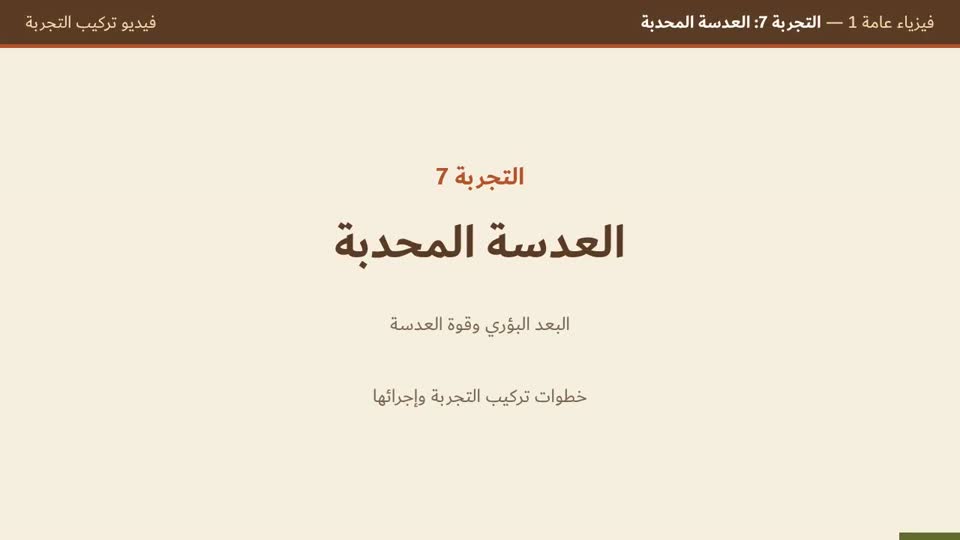 فيزياء عامة 1 — التجربة 7: العدسة المحدبة
فيديو تركيب التجربة
التجربة 7
العدسة المحدبة
البعد البؤري وقوة العدسة
خطوات تركيب التجربة وإجرائها